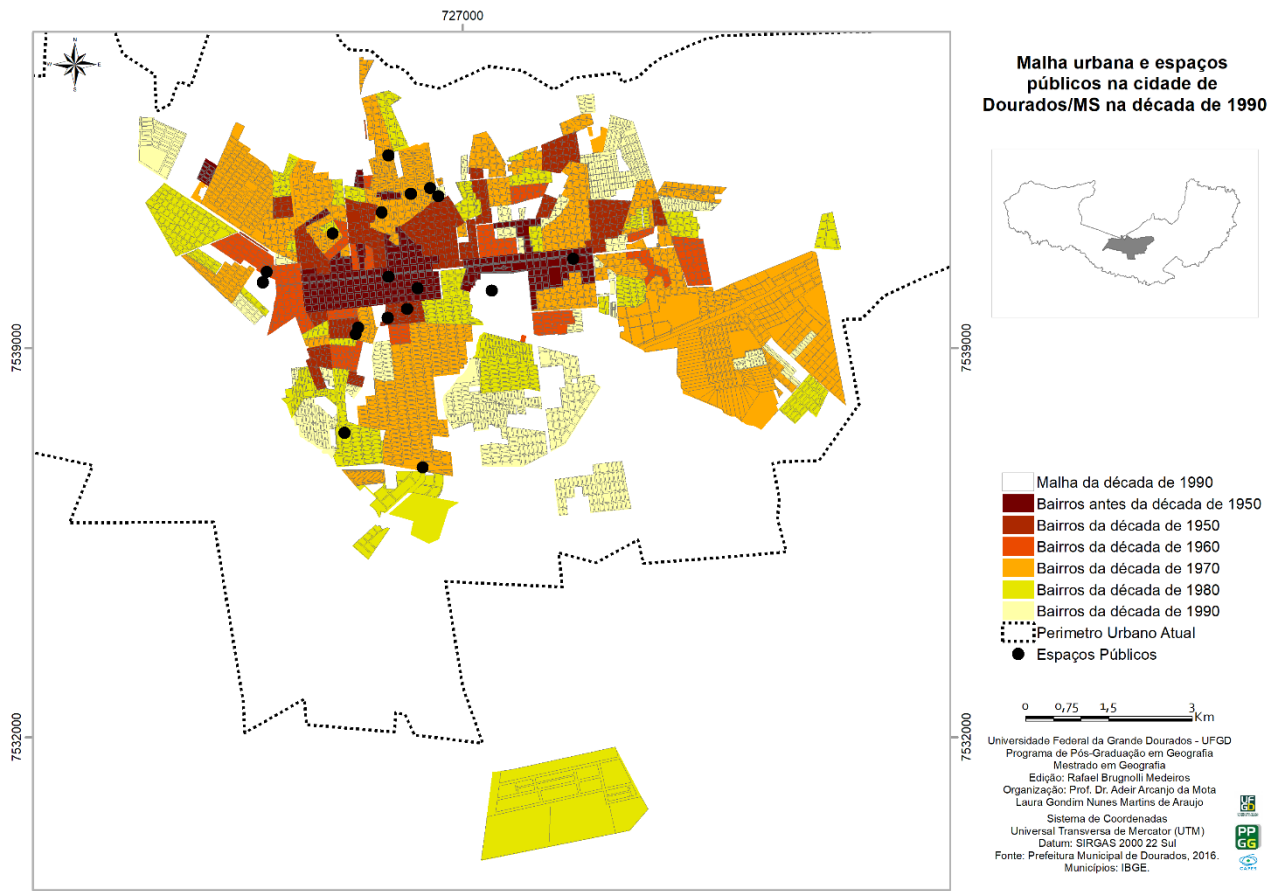 727000
N
W
E
S
Malha urbana e espaços
públicos na cidade de
Dourados/MS na década de 1990
7539000
7539000
Malha da década de 1990
Bairros antes da década de 1950
Bairros da década de 1950
Bairros da década de 1960
Bairros da década de 1970
Bairros da década de 1980
Bairros da década de 1990
Perimetro Urbano Atual
Espaços Públicos
0 0,75 1,5 3
Km
7532000
7532000
Universidade Federal da Grande Dourados - UFGD
Programa de Pós-Graduação em Geografia
Mestrado em Geografia
Edição: Rafael Brugnolli Medeiros
Organização: Prof. Dr. Adeir Arcanjo da Mota
Laura Gondim Nunes Martins de Araujo
Sistema de Coordenadas
Universal Transversa de Mercator (UTM)
Datum: SIRGAS 2000 22 Sul
Fonte: Prefeitura Municipal de Dourados, 2016.
Municípios: IBGE.
UFGD
PPGG
CAPES